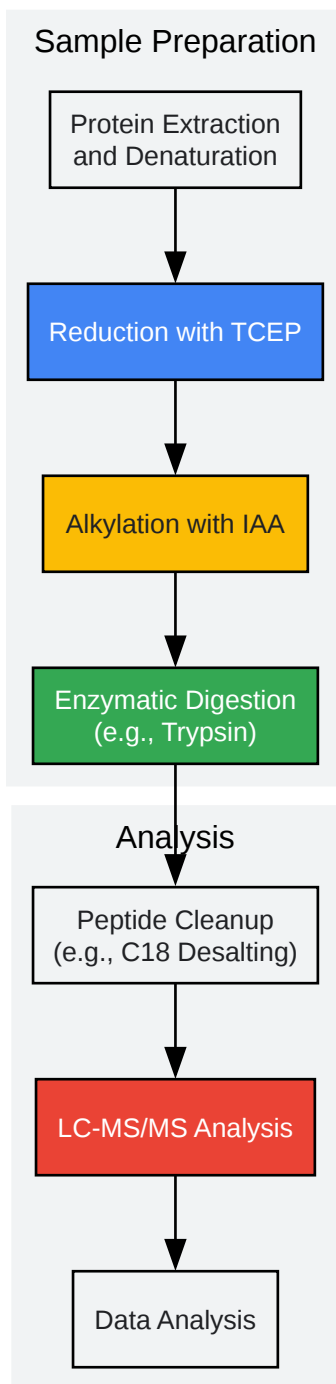 Sample Preparation
Protein Extraction
and Denaturation
Reduction with TCEP
Alkylation with IAA
Enzymatic Digestion
(e.g., Trypsin)
Analysis
Peptide Cleanup
(e.g., C18 Desalting)
LC-MS/MS Analysis
Data Analysis